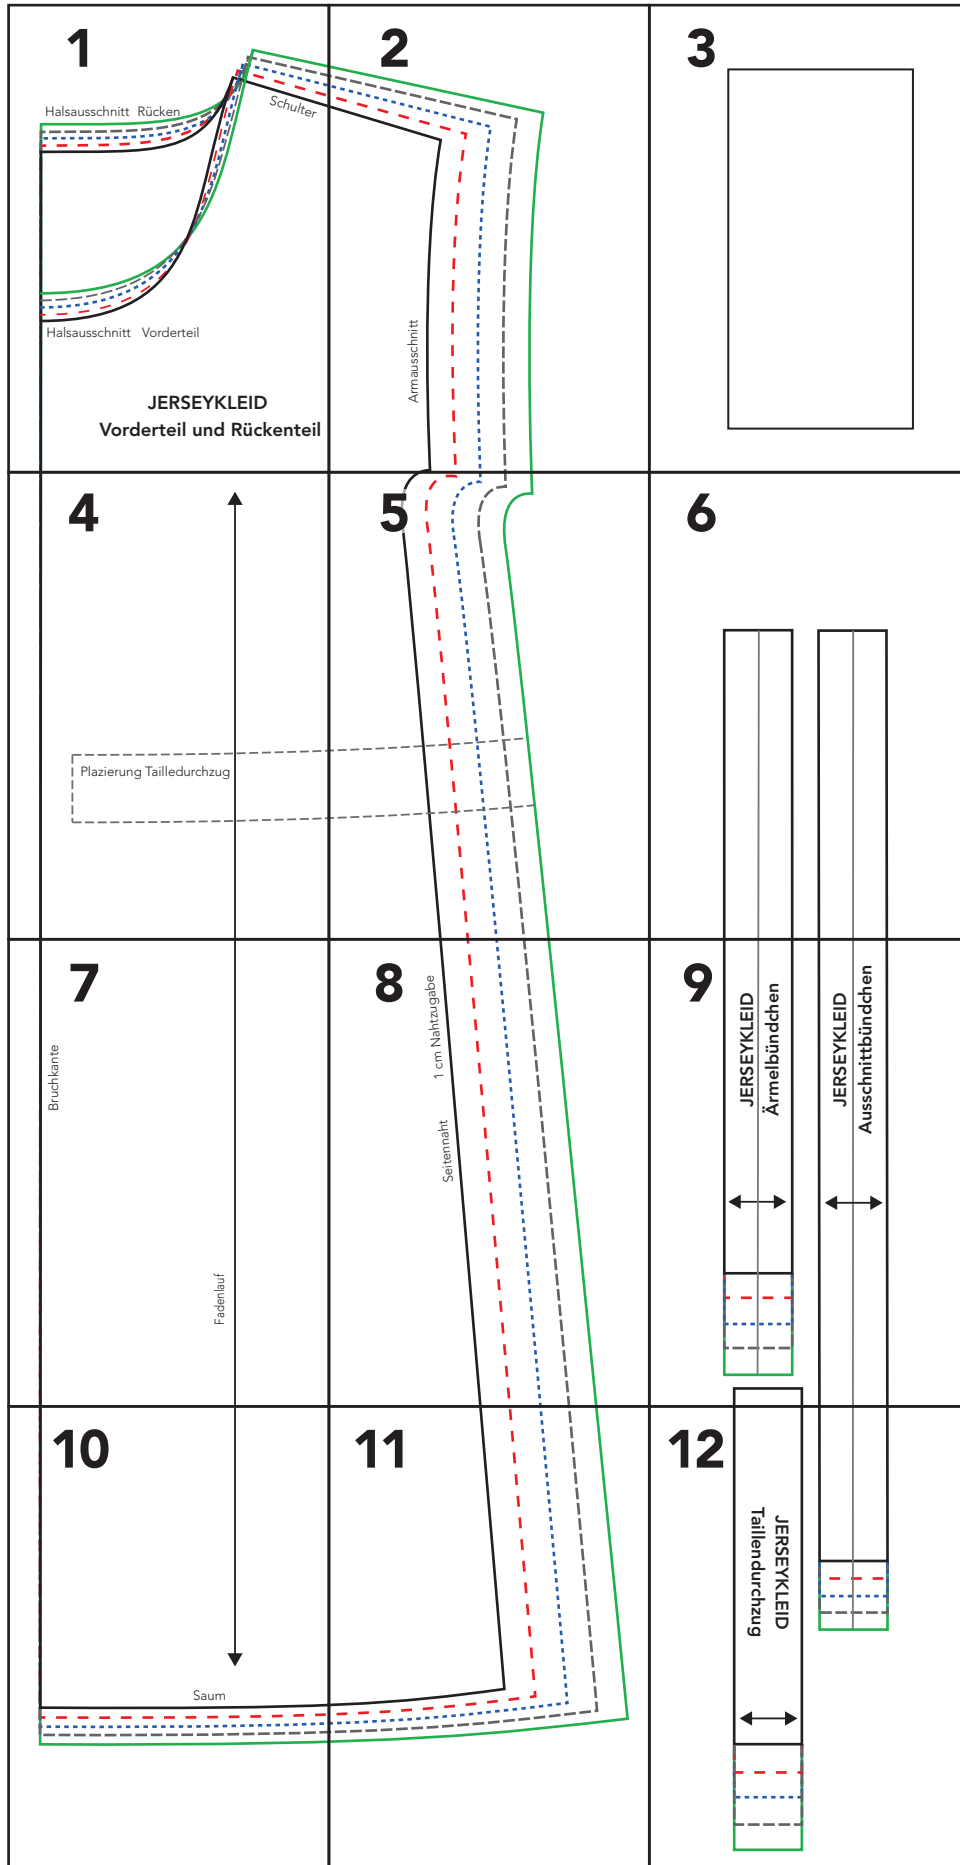 1
2
3
Halsausschnitt Rücken
Schulter
Halsausschnitt Vorderteil
Armausschnitt
JERSEYKLEID
Vorderteil und Rückenteil
4
5
6
Plazierung Tailledurchzug
7
8
9
Bruchkante
1 cm Nahtzugabe
Seitennaht
Fadenlauf
JERSEYKLEID
Ärmelbündchen
JERSEYKLEID
Ausschnittbündchen
10
11
12
JERSEYKLEID
Taillendurchzug
Saum